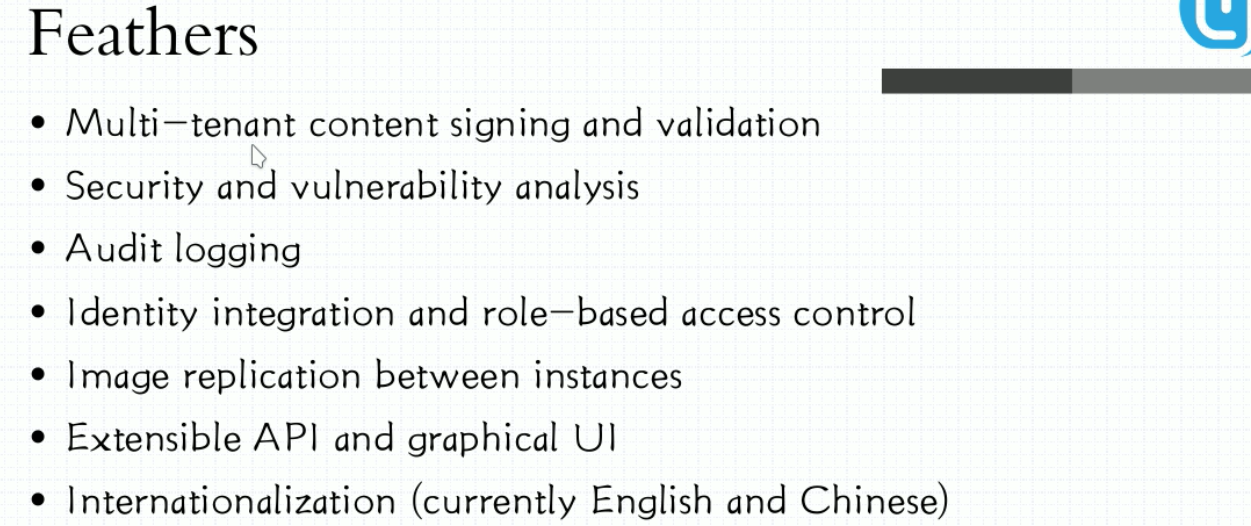 Feathers
• Multi-tenant content signing and validation
• Security and vulnerability analysis
• Audit logging
• Identity integration and role-based access control
• Image replication between instances
• Extensible API and graphical UI
• Internationalization (currently English and Chinese)